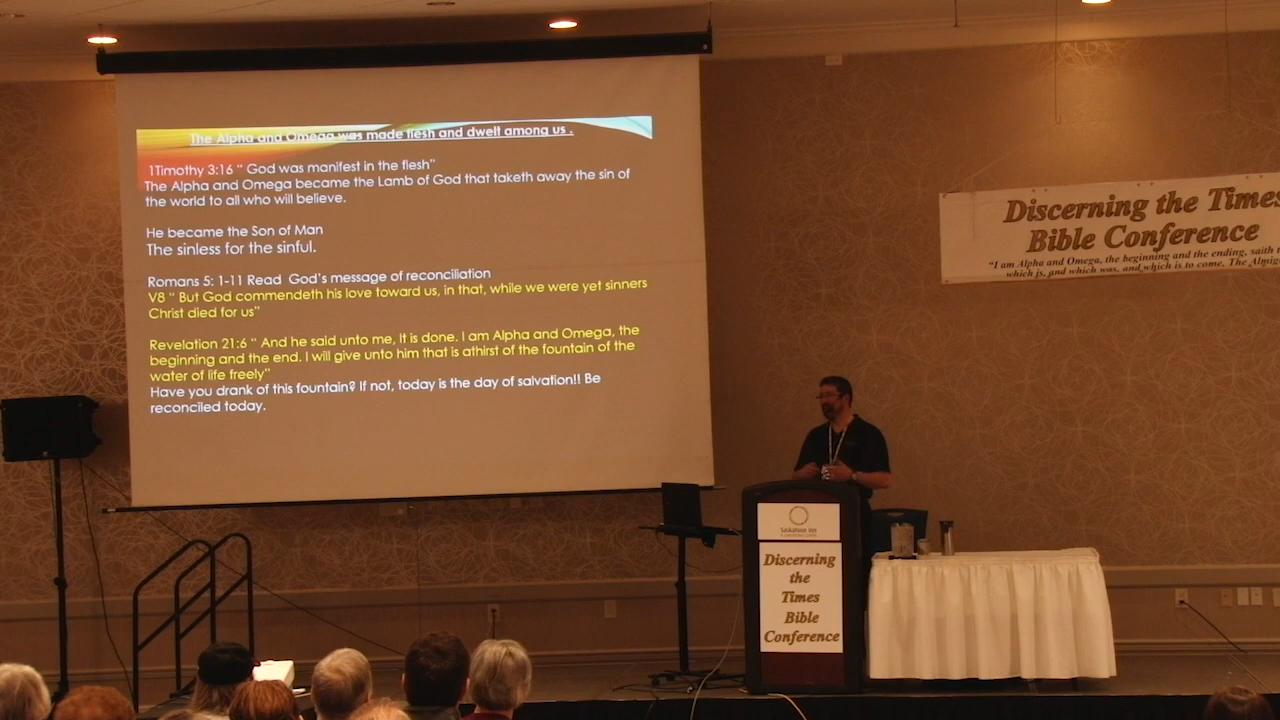 The Alpha and Omega was made flesh and dwelt among us .
1Timothy 3:16 “ God was manifest in the flesh”
The Alpha and Omega became the Lamb of God that taketh away the sin of
the world to all who will believe.
He became the Son of Man
The sinless for the sinful.
Romans 5: 1-11 Read God’s message of reconciliation
V8 “ But God commendeth his love toward us, in that, while we were yet sinners
Christ died for us”
Revelation 21:6 “ And he said unto me, It is done. I am Alpha and Omega, the
beginning and the end. I will give unto him that is athirst of the fountain of the
water of life freely”
Have you drank of this fountain? If not, today is the day of salvation!! Be
reconciled today.
Discerning the Times
Bible Conference
“I am Alpha and Omega, the beginning and the ending, saith
which is, and which was, and which is to come, The
Saskatoon Inn
Discerning
the
Times
Bible
Conference